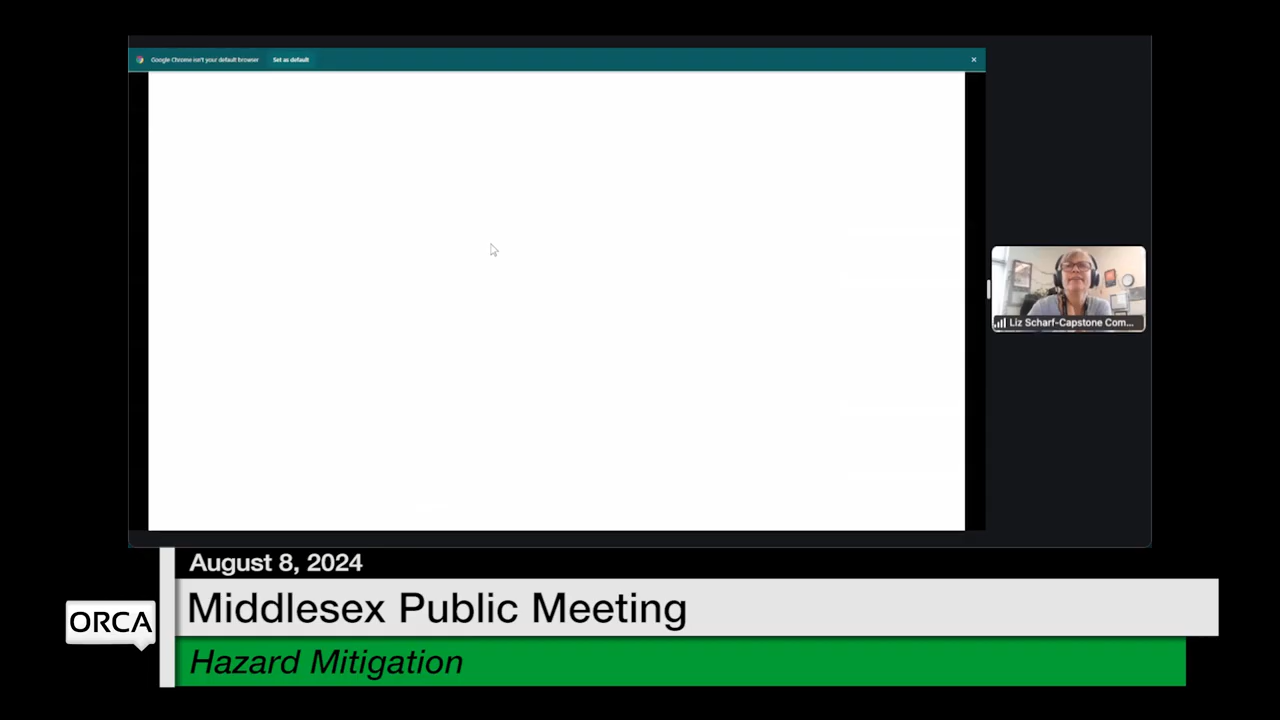 Google Chrome isn't your default browser Set as default
Liz Scharf-Capstone Com...
August 8, 2024
Middlesex Public Meeting
ORCA
Hazard Mitigation